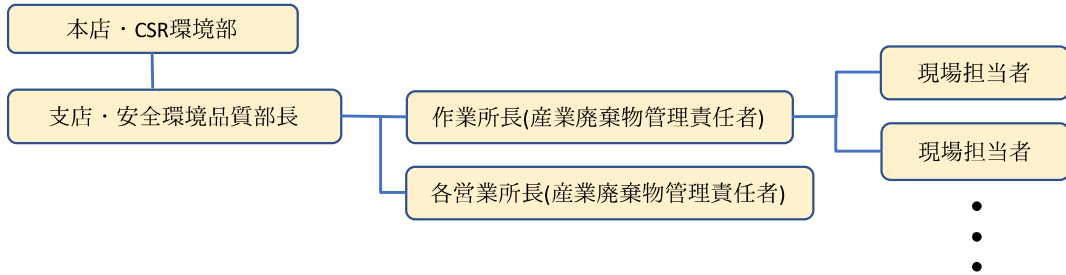 本店・CSR環境部
支店・安全環境品質部長
作業所長(産業廃棄物管理責任者)
各営業所長(産業廃棄物管理責任者)
現場担当者
現場担当者